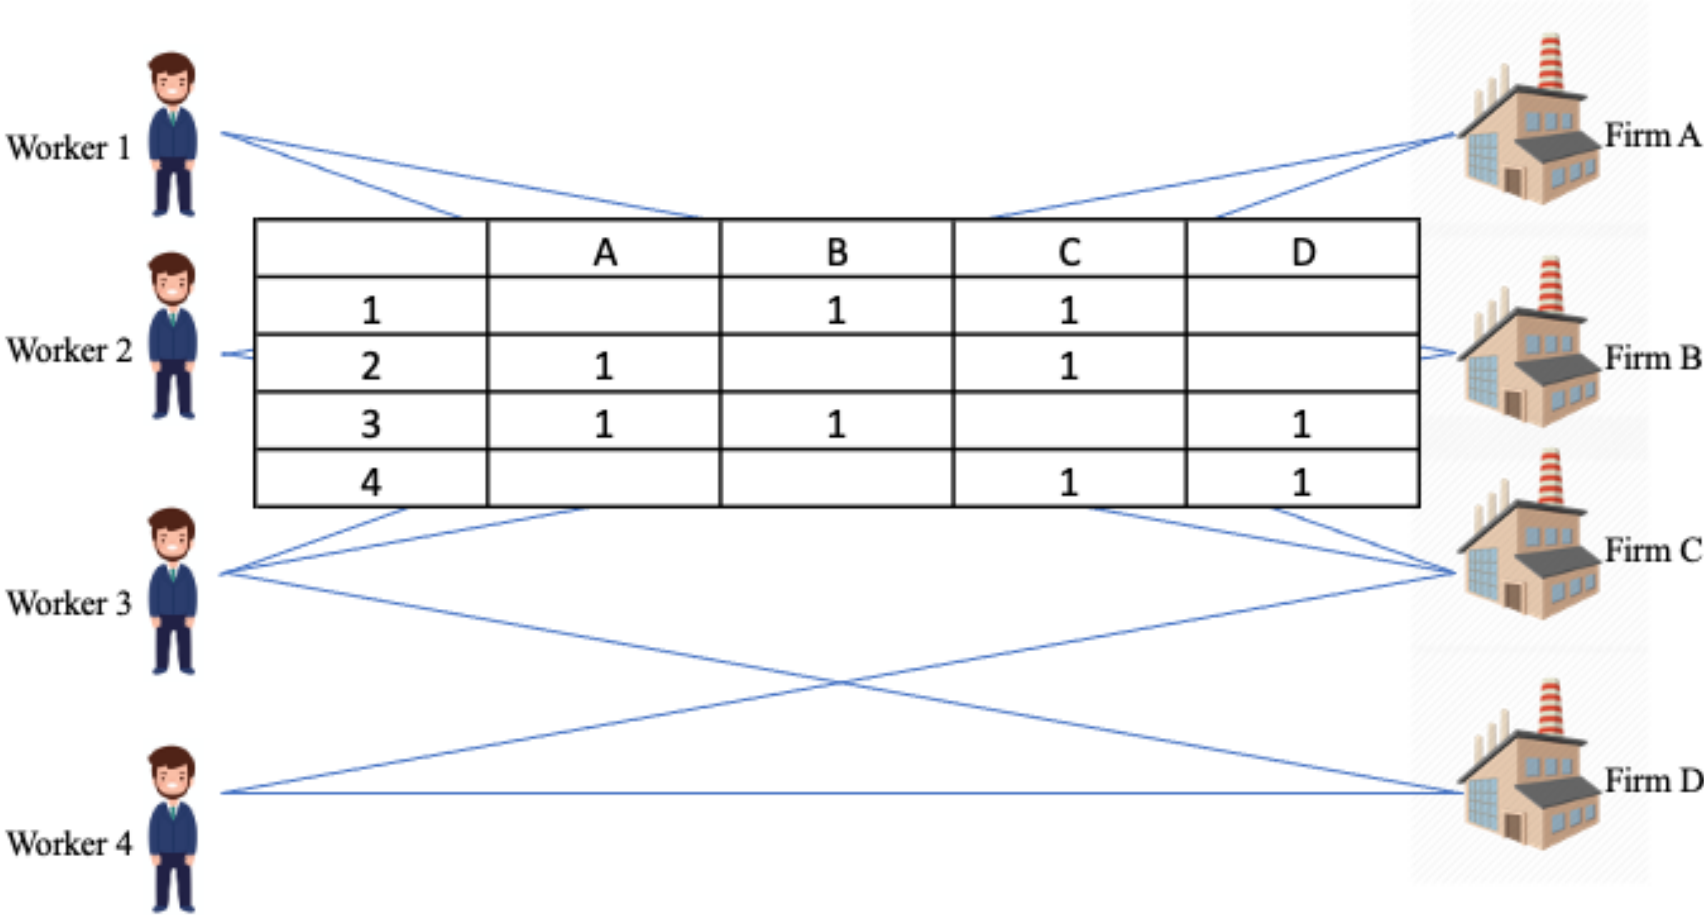 Worker 1
Firm A
A B C D
1 1 1
Worker 2
2 1 1
Firm B
3 1 1 1
4 1 1
Worker 3
Firm C
Worker 4
Firm D